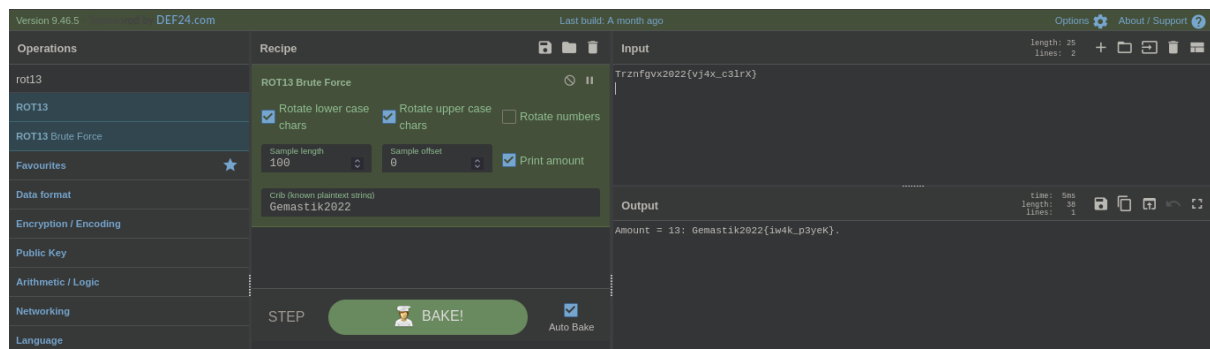 Version 9.46.5
DEF24.com
Last build: A month ago
Options
About / Support
Operations
rot13
ROT13
ROT13 Brute Force
Favourites
Data format
Encryption / Encoding
Public Key
Arithmetic / Logic
Networking
Language
Recipe
ROT13 Brute Force
Rotate lower case
chars
Rotate upper case
chars
Rotate numbers
Sample length
100
Sample offset
0
Print amount
Crib (known plaintext string)
Gemastik2022
STEP
BAKE!
Auto Bake
Input
length: 25
lines: 2
Trznfgvx2022{vj4x_c3lrX}
Output
time: 5ms
length: 38
lines: 1
Amount = 13: Gemastik2022{iw4k_p3yeK}.